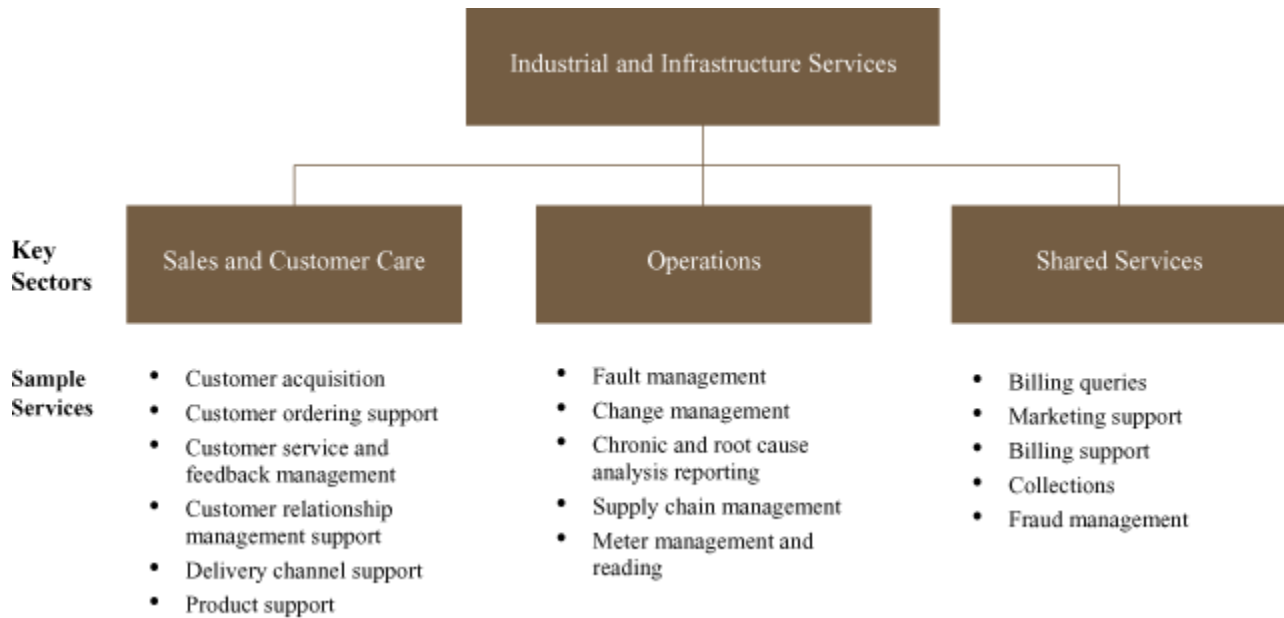 Industrial and Infrastructure Services
Key
Sectors
Sales and Customer Care
Operations
Shared Services
Sample
Services
• Customer acquisition
• Customer ordering support
• Customer service and
feedback management
• Customer relationship
management support
• Delivery channel support
• Product support
• Fault management
• Change management
• Chronic and root cause
analysis reporting
• Supply chain management
• Meter management and
reading
• Billing queries
• Marketing support
• Billing support
• Collections
• Fraud management